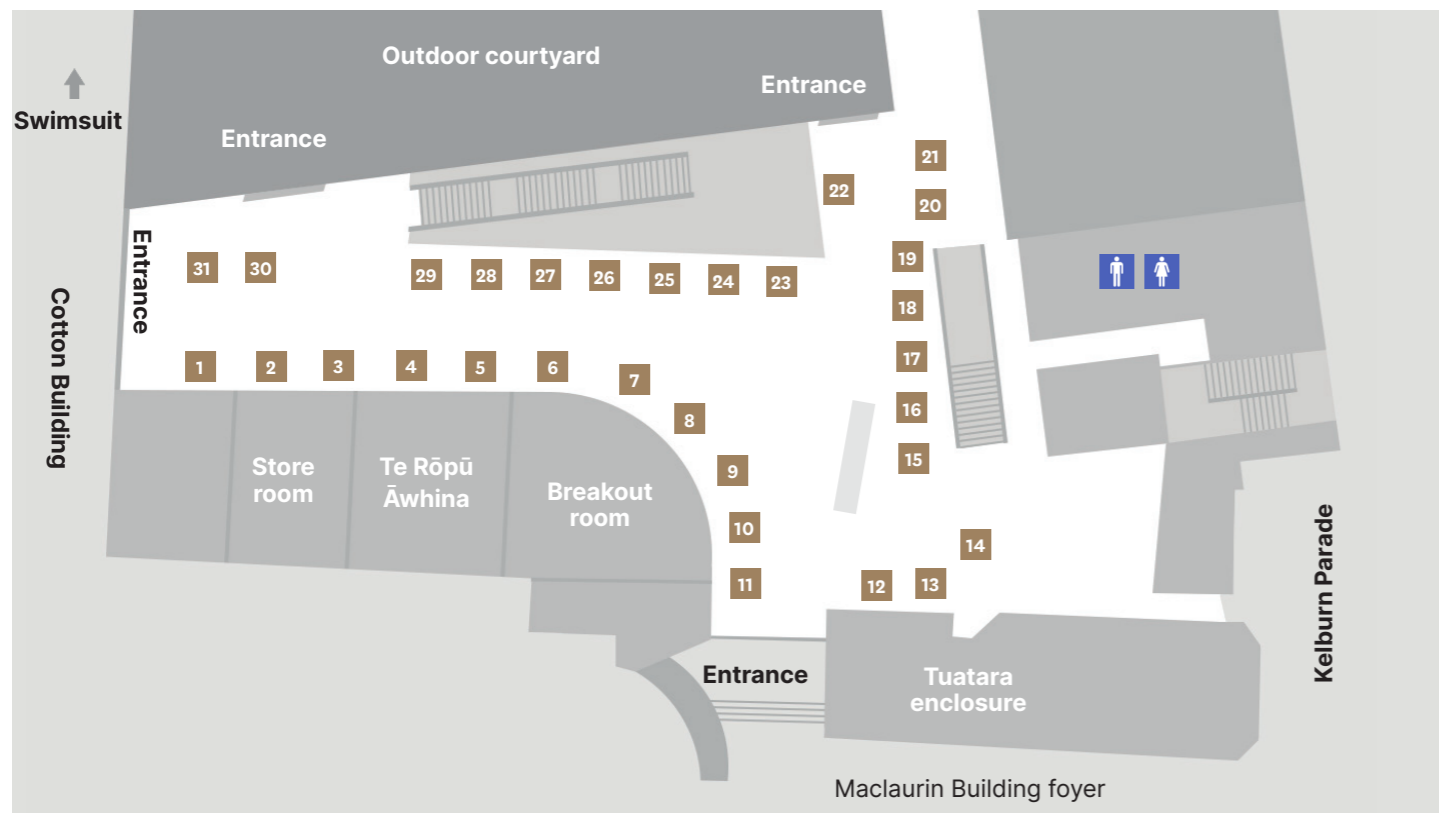 Outdoor courtyard
Entrance
Swimsuit
Entrance
21
22
20
Entrance
31
30
29
28
27
26
25
24
23
19
18
17
16
15
1
2
3
4
5
6
7
8
9
10
11
12
13
14
Cotton Building
Store
room
Te Rōpū
Āwhina
Breakout
room
Kelburn Parade
Entrance
Tuatara
enclosure
Maclaurin Building foyer